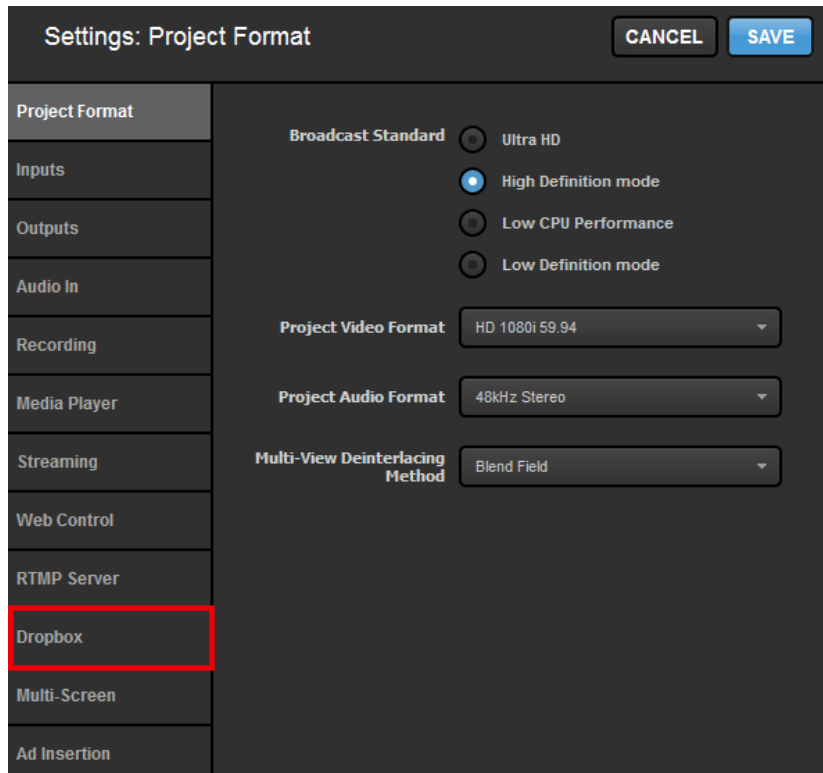 Settings: Project Format
CANCEL
SAVE
Project Format
Inputs
Outputs
Audio In
Recording
Media Player
Streaming
Web Control
RTMP Server
Dropbox
Multi-Screen
Ad Insertion
Broadcast Standard
Ultra HD
High Definition mode
Low CPU Performance
Low Definition mode
Project Video Format
HD 1080i 59.94
Project Audio Format
48kHz Stereo
Multi-View Deinterlacing
Method
Blend Field